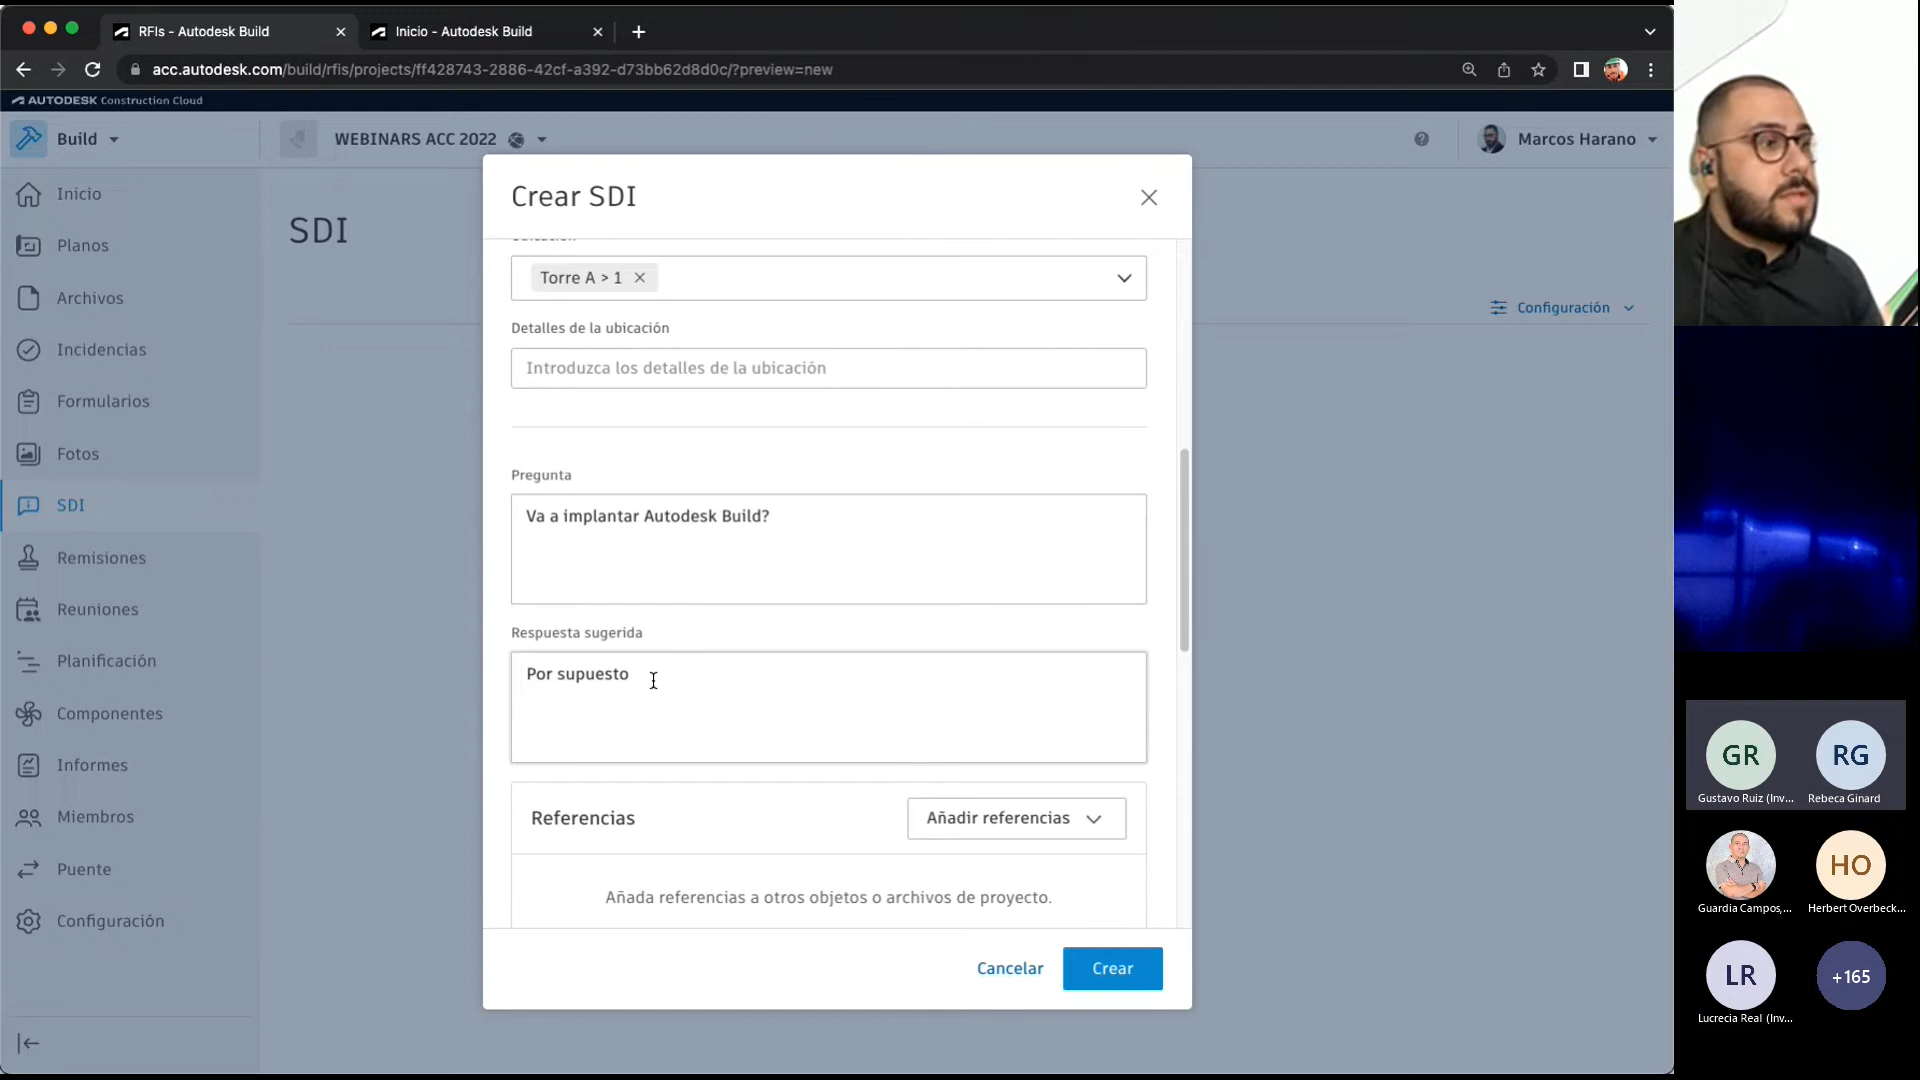 RFIs - Autodesk Build
Inicio - Autodesk Build
acc.autodesk.com/build/rfis/projects/ff428743-2886-42cf-a392-d73bb62d8d0c/?preview=new
AUTODESK Construction Cloud
Build
WEBINARS ACC 2022
Marcos Harano
Inicio
Planos
Archivos
Incidencias
Formularios
Fotos
SDI
Remisiones
Reuniones
Planificación
Componentes
Informes
Miembros
Puente
Configuración
SDI
Configuración
Crear SDI
Ubicación
Torre A > 1
Detalles de la ubicación
Introduzca los detalles de la ubicación
Pregunta
Va a implantar Autodesk Build?
Respuesta sugerida
Por supuesto
Referencias
Añadir referencias
Añada referencias a otros objetos o archivos de proyecto.
Cancelar
Crear
GR
RG
Gustavo Ruiz (Inv...
Rebeca Ginard
HO
Guardia Campos,...
Herbert Overbeck...
LR
+165
Lucrecia Real (Inv...